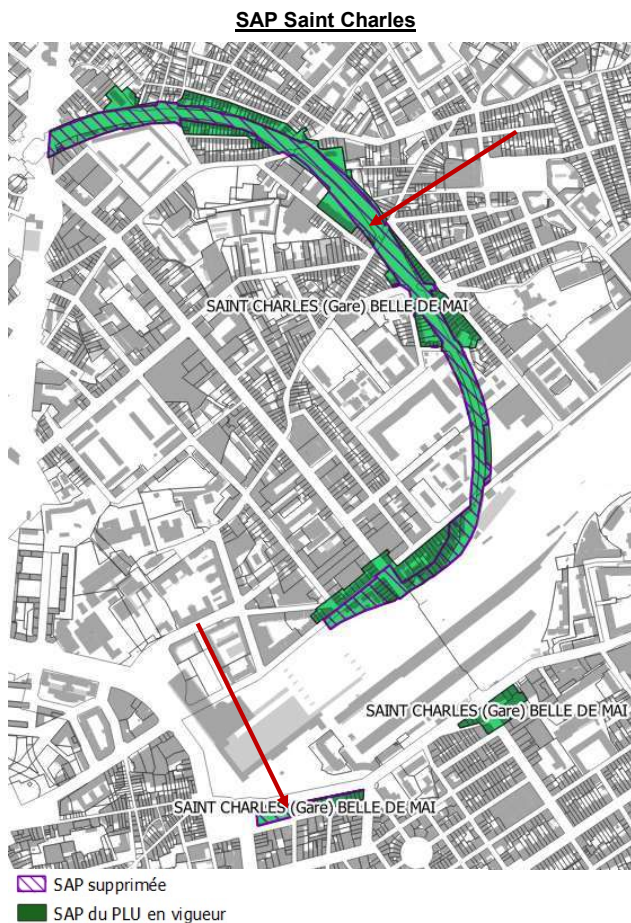 SAP Saint Charles
SAINT CHARLES (Gare) BELLE DE MAI
SAINT CHARLES (Gare) BELLE DE MAI
SAINT CHARLES (Gare) BELLE DE MAI
SAP supprimée
SAP du PLU en vigueur